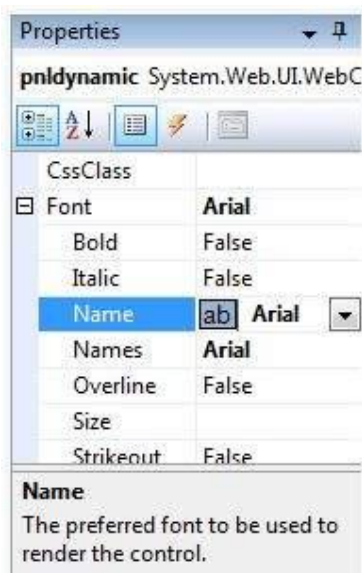 Properties
pnldynamic System.Web.UI.WebC
A Z
CssClass
Font Arial
Bold False
Italic False
Name ab Arial
Names Arial
Overline False
Size
Strikeout False
Name
The preferred font to be used to
render the control.